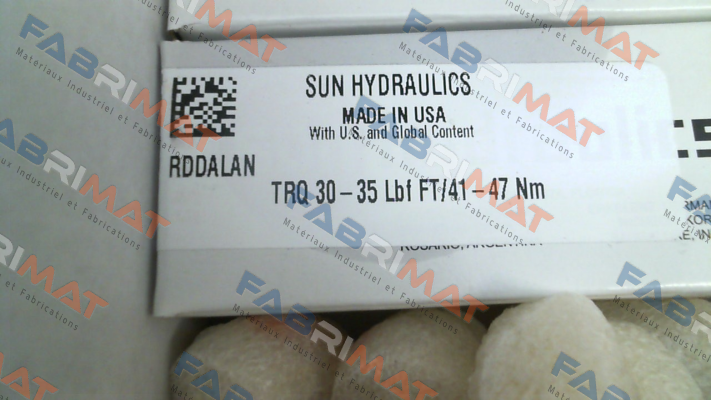 SUN HYDRAULICS
MADE IN USA
With U.S. and Global Content
RDDALAN
TRQ 30-35 Lbf FT/41-47 Nm
ROSARIO, ARGENTINA
FABRIMAT
Materiaux Industriel et Fabrications